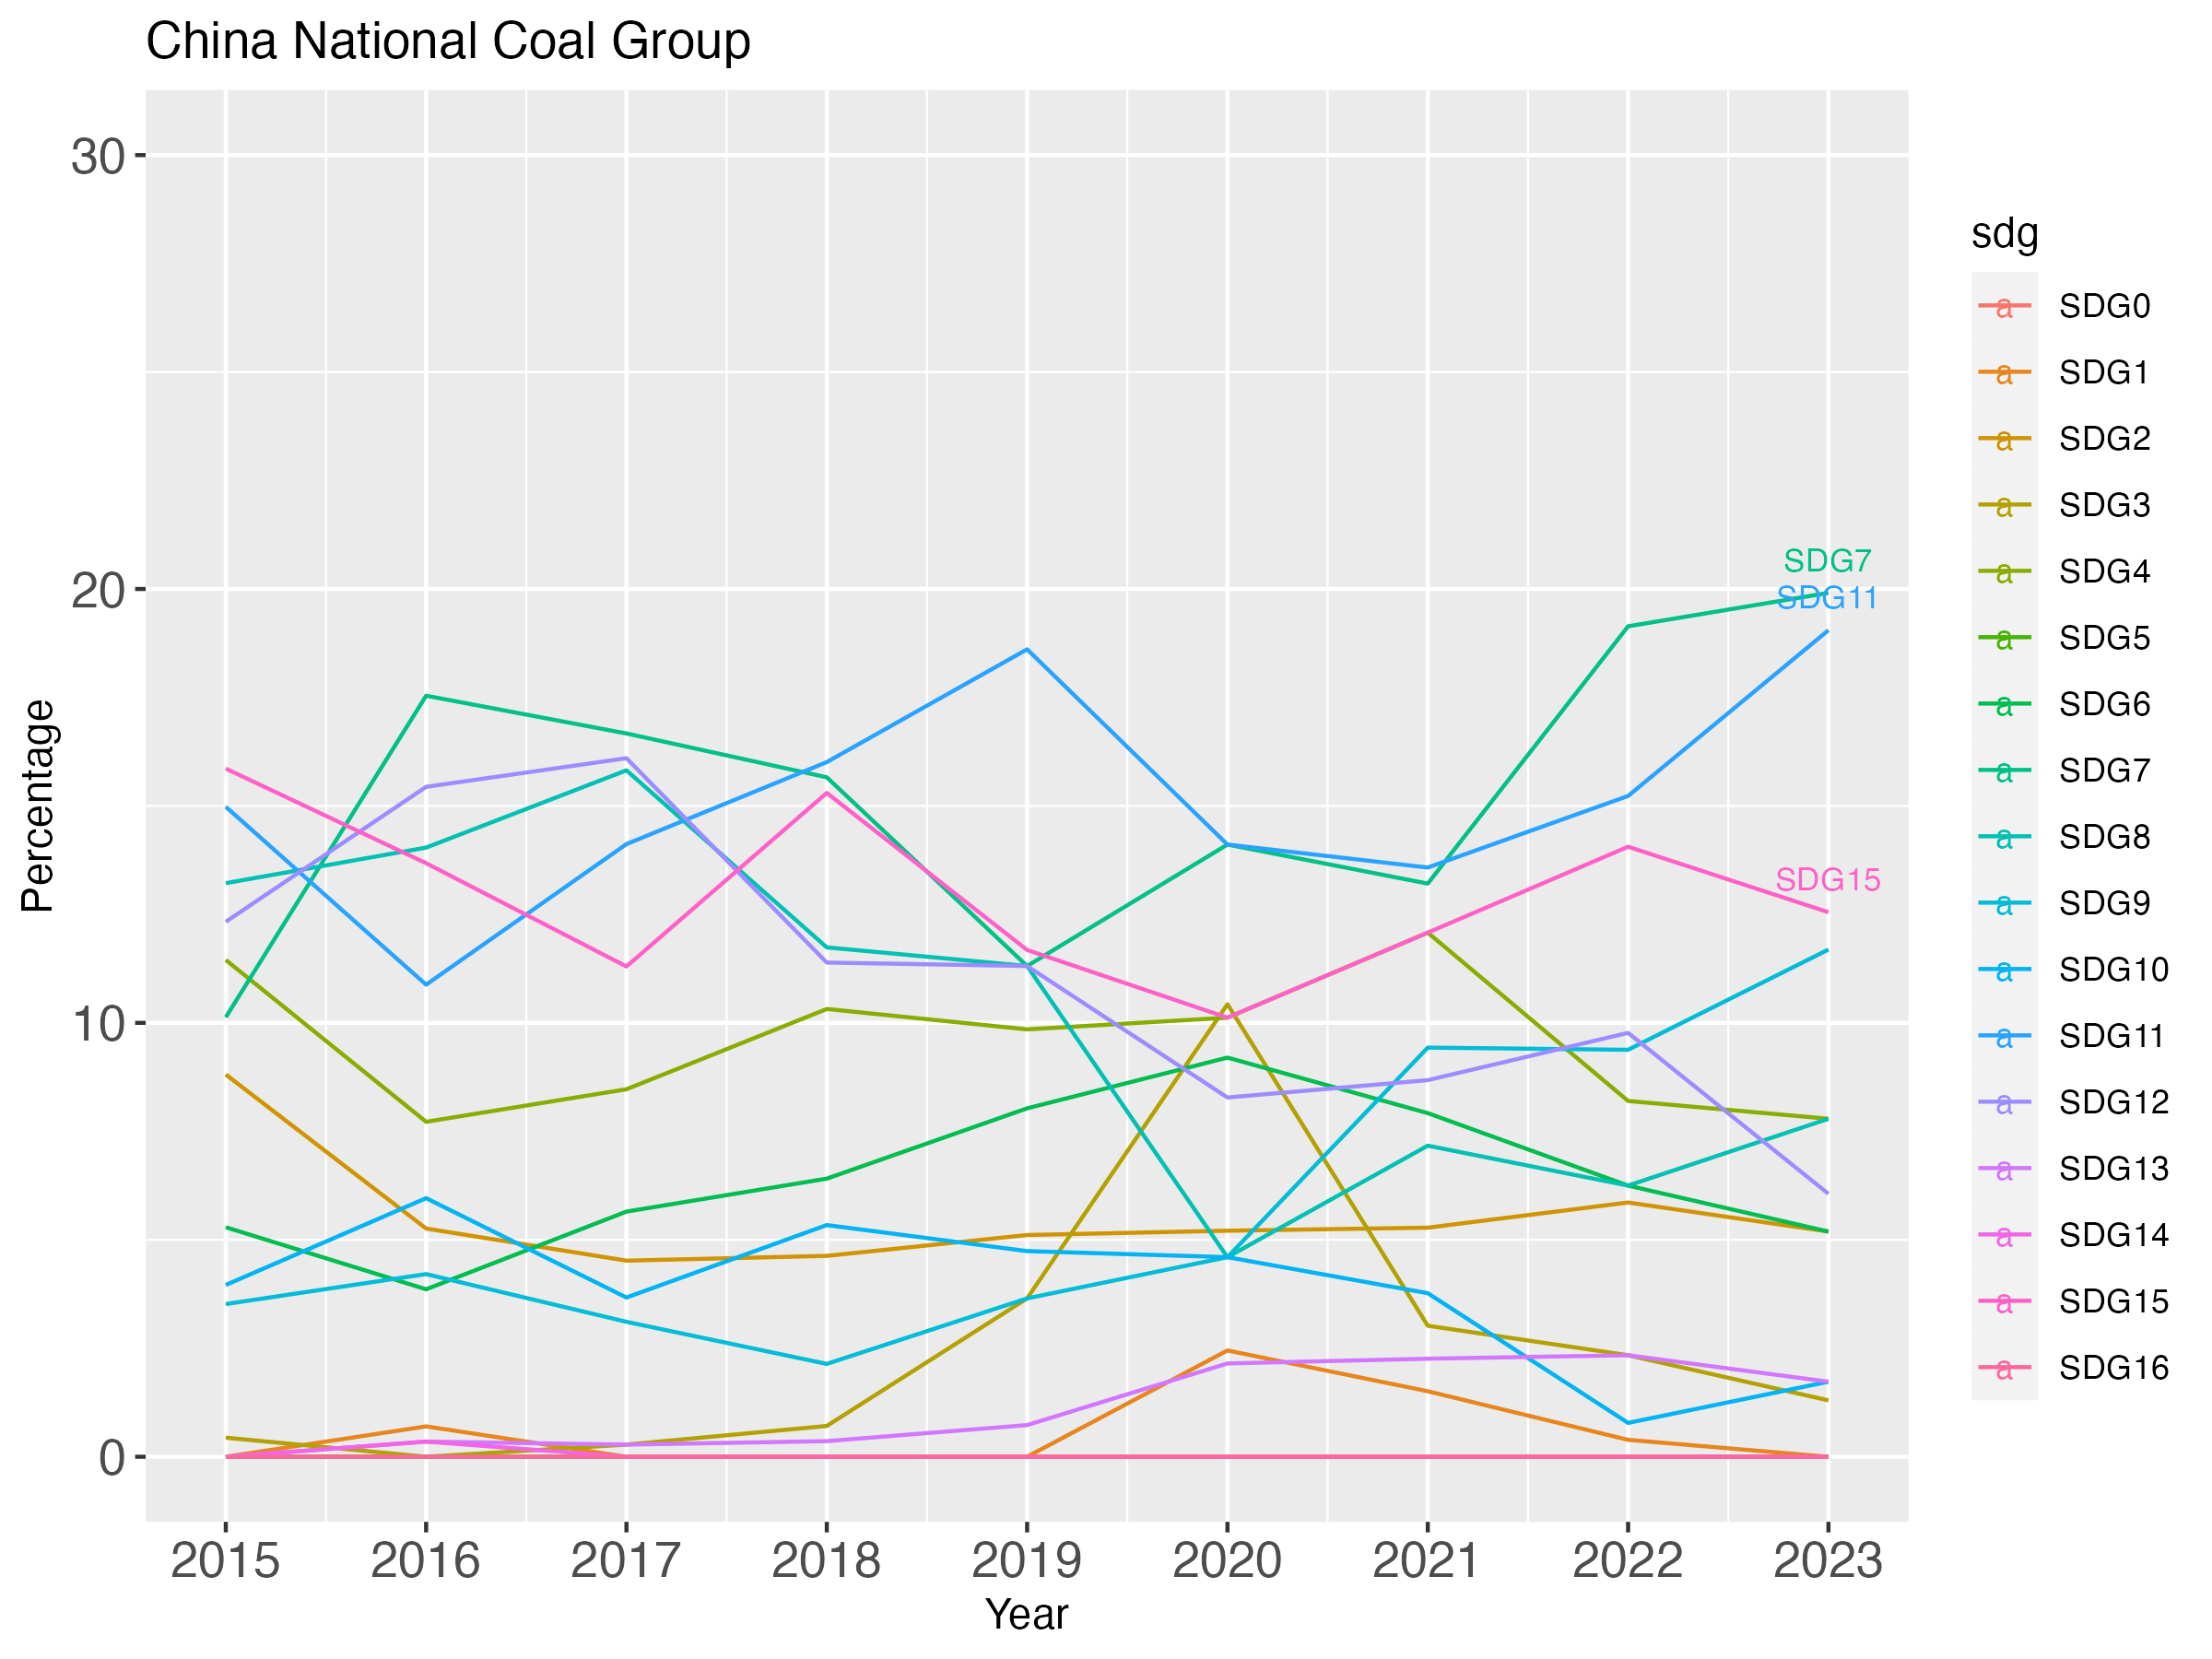 China National Coal Group
30
20
10
0
Percentage
SDG7
SDG11
SDG15
2015 2016 2017 2018 2019 2020 2021 2022 2023
Year
sdg
a SDG0
a SDG1
a SDG2
a SDG3
a SDG4
a SDG5
a SDG6
a SDG7
a SDG8
a SDG9
a SDG10
a SDG11
a SDG12
a SDG13
a SDG14
a SDG15
a SDG16